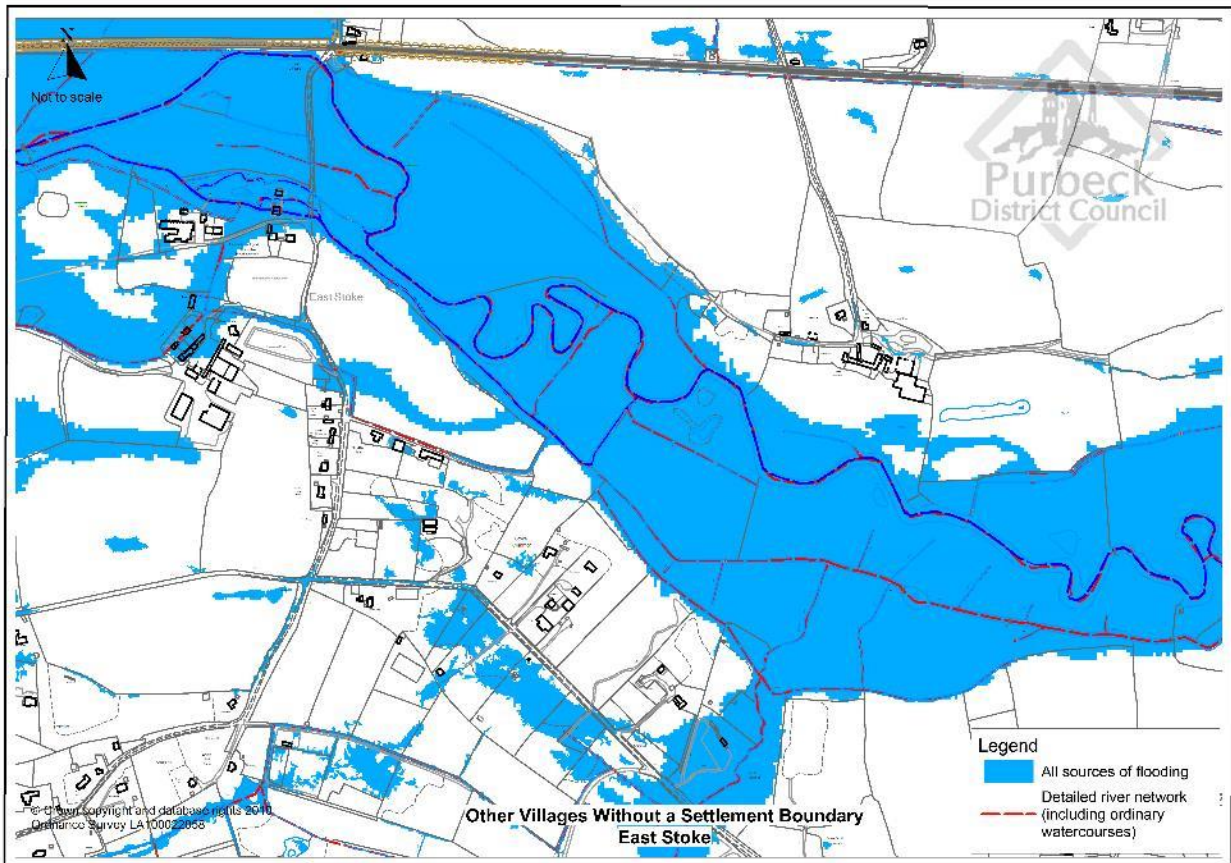 N
Not to scale
Purbeck
District Council
East Stoke
Legend
All sources of flooding
Detailed river network
(including ordinary
watercourses)
© Crown copyright and database rights 2010
Ordnance Survey LA100022058
Other Villages Without a Settlement Boundary
East Stoke